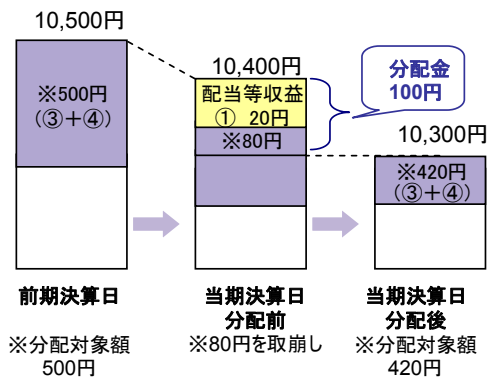 10,500円
※500円
（③＋④）
前期決算日
※分配対象額
500円
10,400円
配当等収益
① 20円
※80円
分配金
100円
当期決算日
分配前
※80円を取崩し
10,300円
※420円
（③＋④）
当期決算日
分配後
※分配対象額
420円